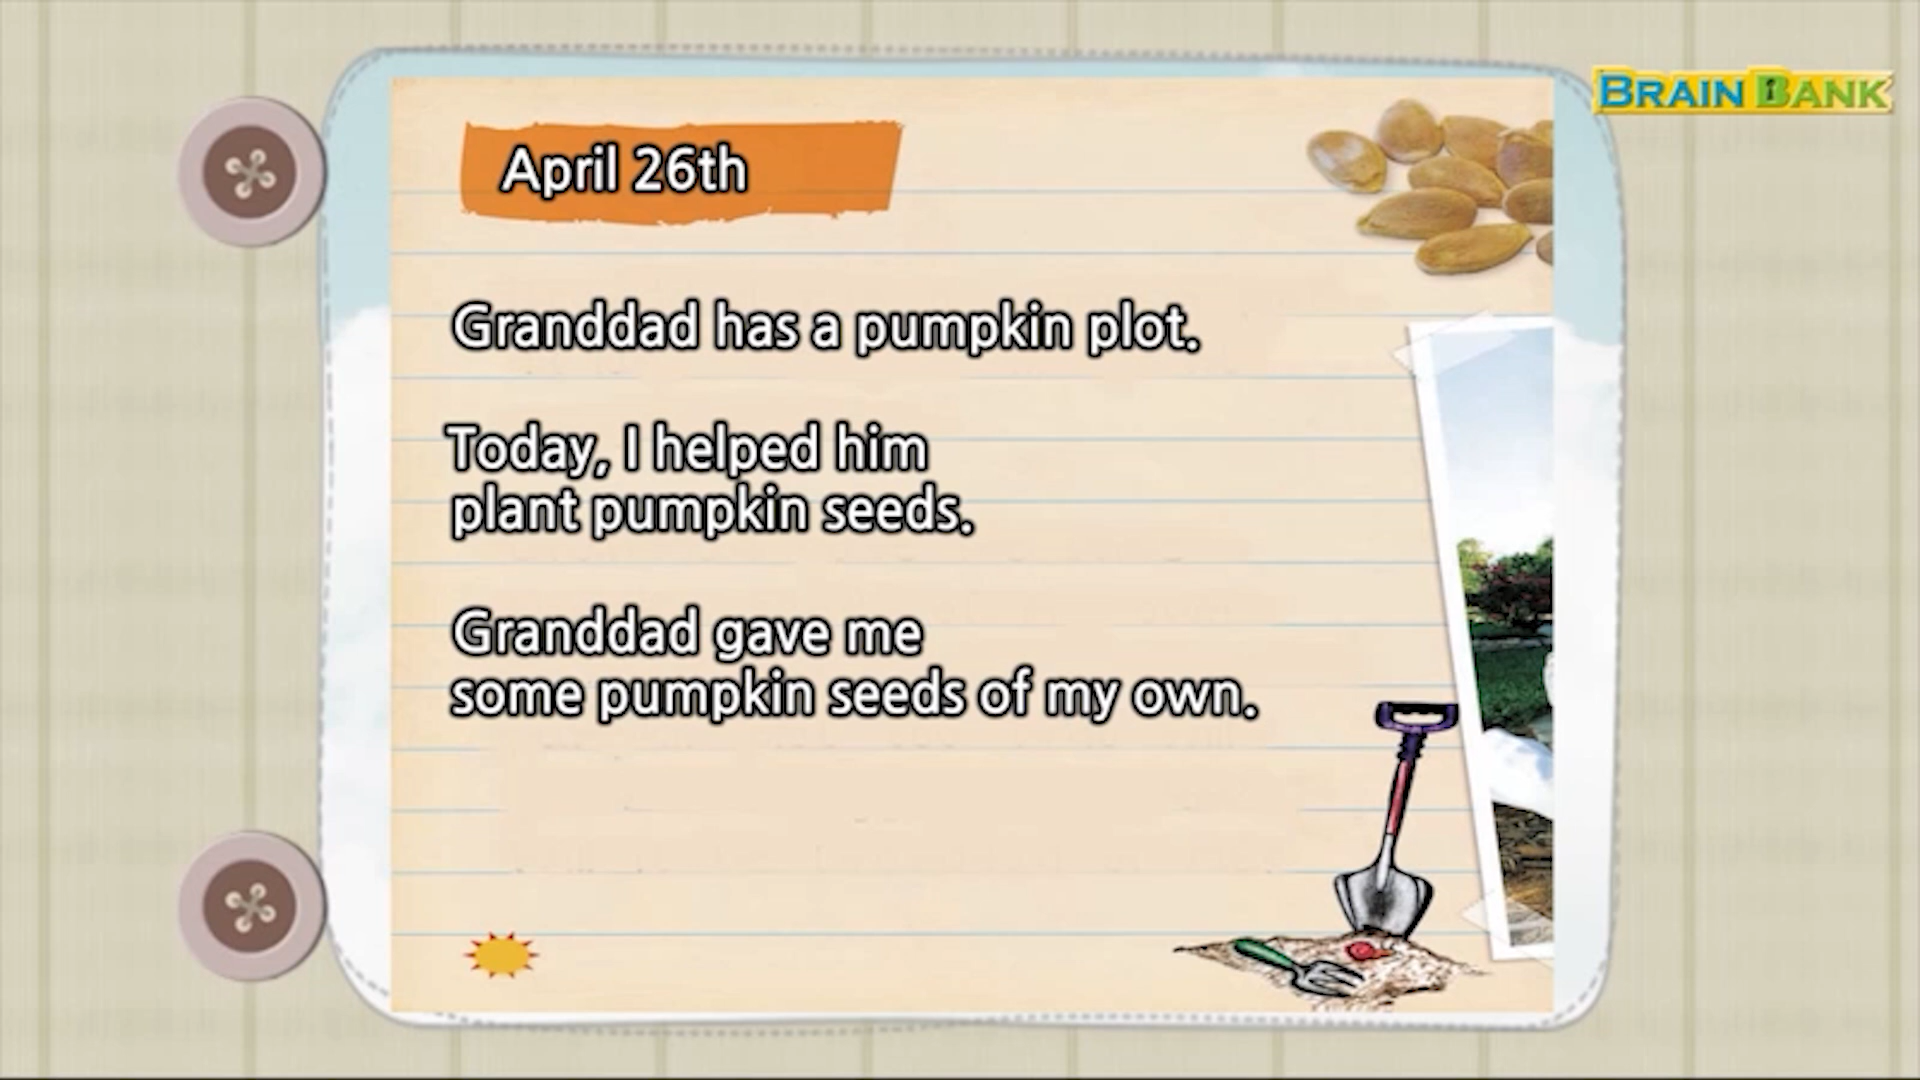 BRAIN BANK
April 26th
Granddad has a pumpkin plot.
Today, I helped him
plant pumpkin seeds.
Granddad gave me
some pumpkin seeds of my own.